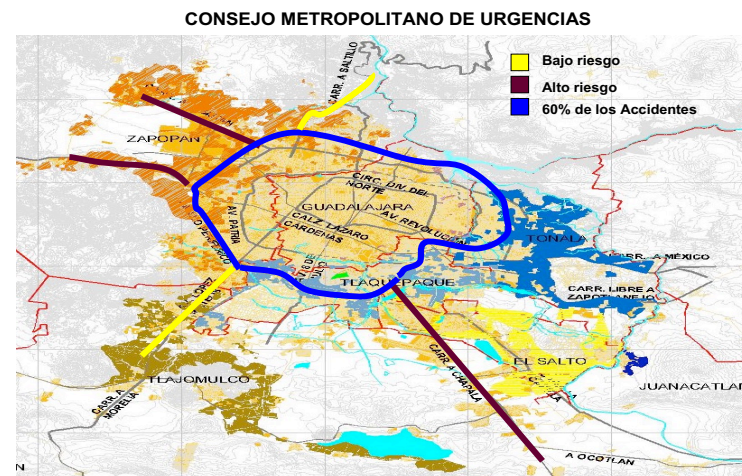 CONSEJO METROPOLITANO DE URGENCIAS
Bajo riesgo
Alto riesgo
60% de los Accidentes
CARR. A SALTILLO
ZAPOPAN
CIRC. DIV. DEL
NORTE
GUADALAJARA
AV. PATRIA
CALZ. LAZARO
CARDENAS
AV. REVOLUCION
TONALA
CARR. A MÉXICO
CARR. LIBRE A
ZAPOTLANEJO
TLAQUEPAQUE
LOPEZ
EL SALTO
TLAJOMULCO
CARR. A
MORELIA
CARR A CHAPALA
JUANACATLAN
A OCOTLAN